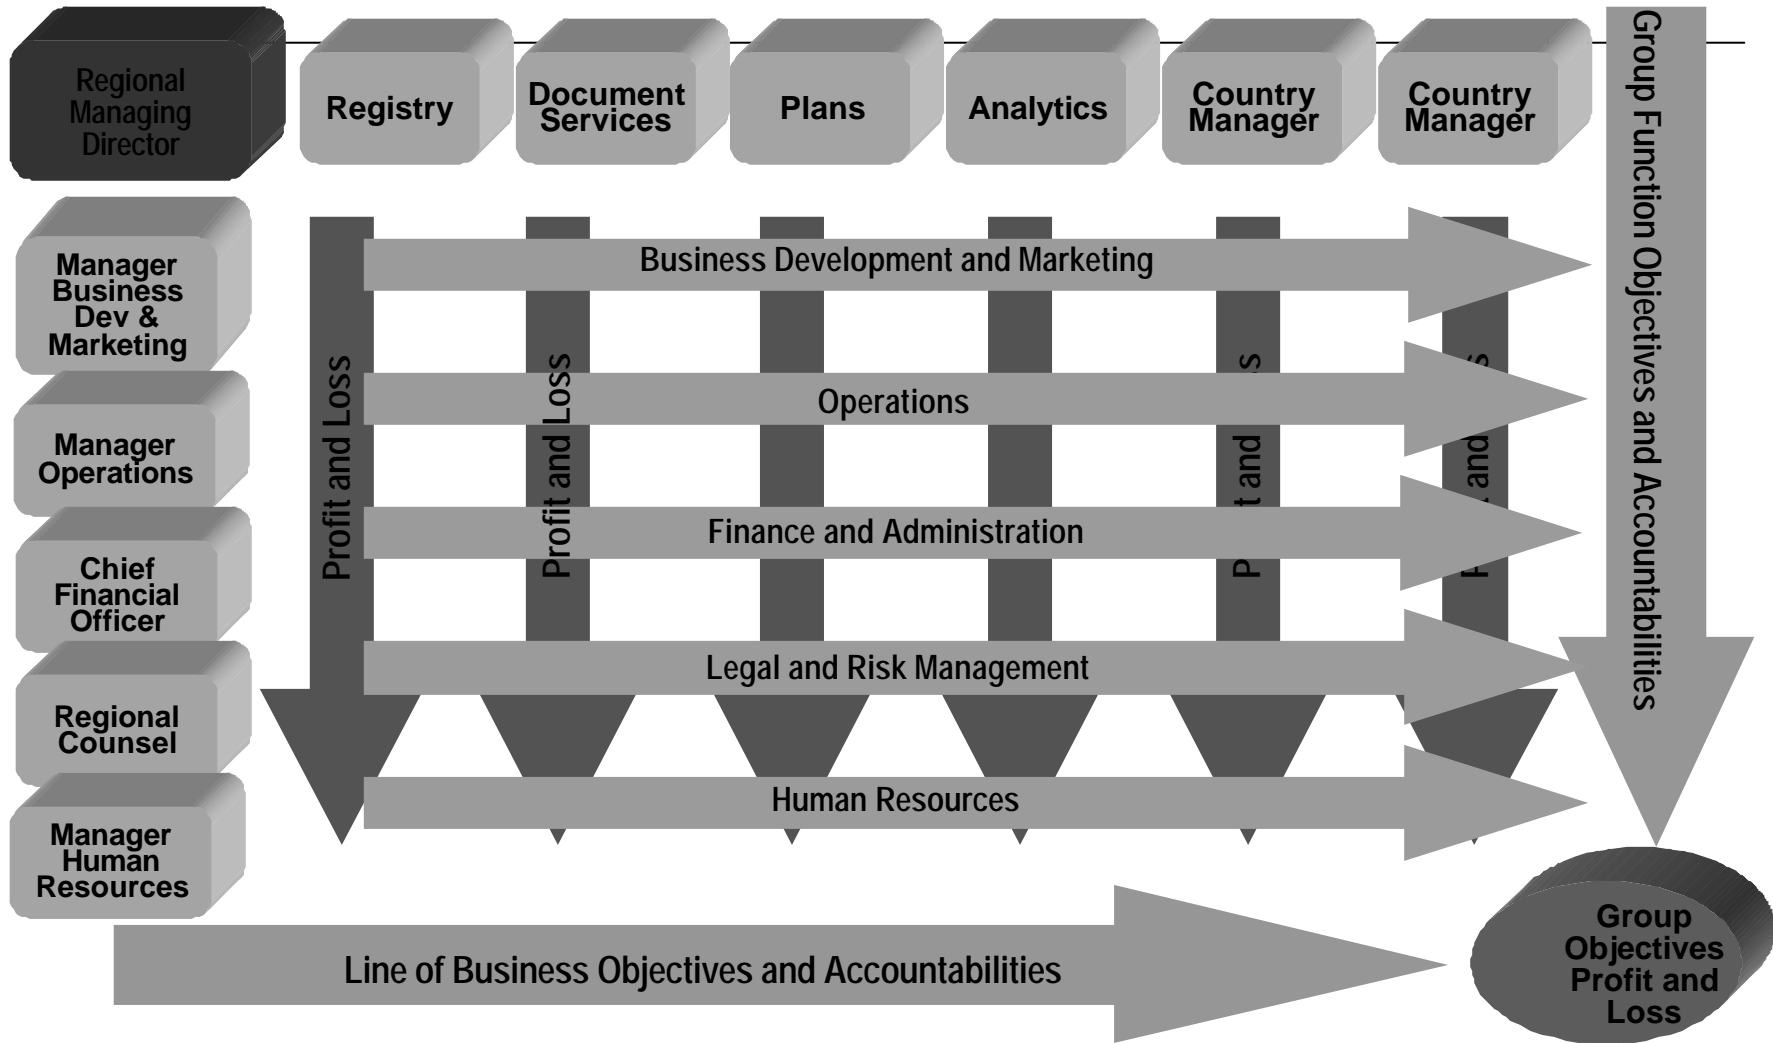 Regional
Managing
Director
Registry
Document
Services
Plans
Analytics
Country
Manager
Country
Manager
Group Function Objectives and Accountabilities
Manager
Business
Dev &
Marketing
Manager
Operations
Chief
Financial
Officer
Regional
Counsel
Manager
Human
Resources
Profit and Loss
Profit and Loss
and
and
Business Development and Marketing
Operations
Finance and Administration
Legal and Risk Management
Human Resources
Line of Business Objectives and Accountabilities
Group
Objectives
Profit and
Loss